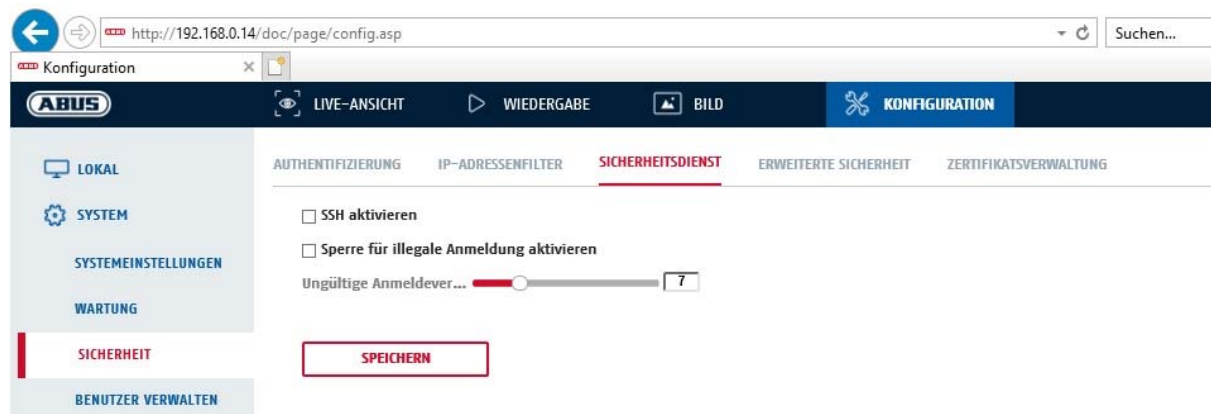 http://192.168.0.14/doc/page/config.asp
Suchen...
Konfiguration
ABUS
LIVE-ANSICHT
WIEDERGABE
BILD
KONFIGURATION
LOKAL
SYSTEM
SYSTEMEINSTELLUNGEN
WARTUNG
SICHERHEIT
BENUTZER VERWALTEN
AUTHENTIFIZIERUNG
IP-ADRESSENFILTER
SICHERHEITSDIENST
ERWEITERTE SICHERHEIT
ZERTIFIKATSVERWALTUNG
SSH aktivieren
Sperre für illegale Anmeldung aktivieren
Ungültige Anmeldever... 7
SPEICHERN